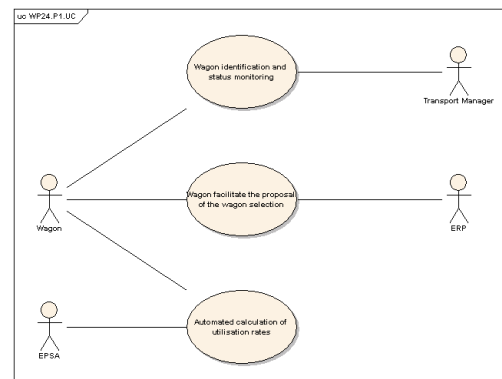 uc WP24.P1.UC
Wagon identification and
status monitoring
Transport Manager
Wagon facilitate the proposal
of the wagon selection
Wagon
ERP
Automated calculation of
utilisation rates
EPSA